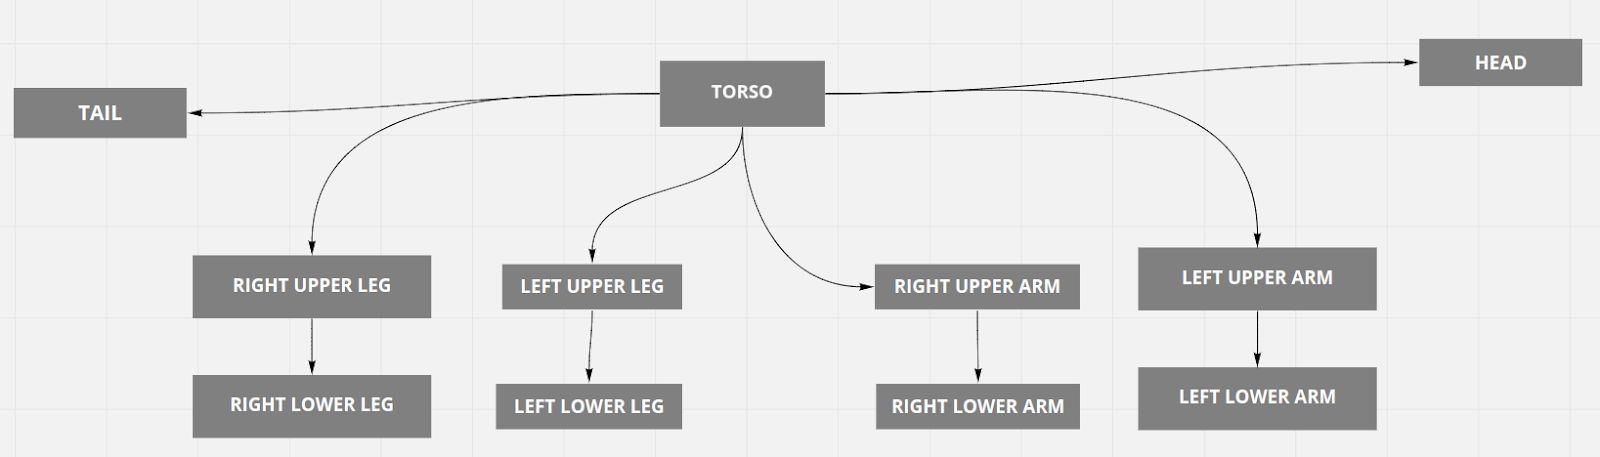 HEAD
TORSO
TAIL
RIGHT UPPER LEG
LEFT UPPER LEG
RIGHT UPPER ARM
LEFT UPPER ARM
RIGHT LOWER LEG
LEFT LOWER LEG
RIGHT LOWER ARM
LEFT LOWER ARM